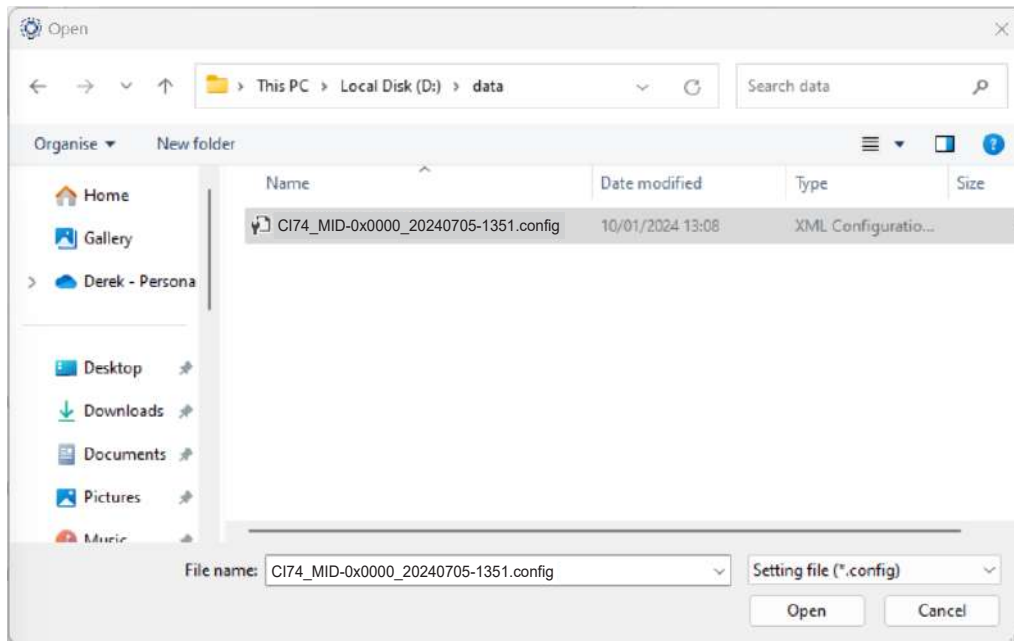 Open
This PC > Local Disk (D:) > data
Search data
Organise
New folder
Name
Date modified
Type
Size
Home
CI74_MID-0x0000_20240705-1351.config
10/01/2024 13:08
XML Configuratio...
Gallery
Derek - Persona
Desktop
Downloads
Documents
Pictures
Music
File name:
CI74_MID-0x0000_20240705-1351.config
Setting file (*.config)
Open
Cancel